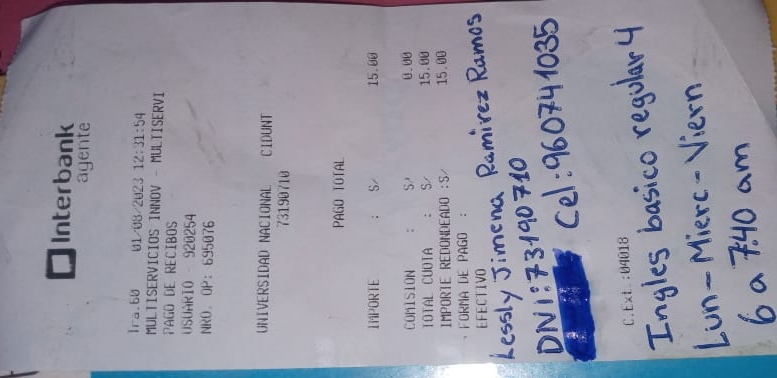 Interbank
agente
Tra.60 01/08/2023 12:31:54
MULTISERVICIOS INNOV - MULTISERVI
PAGO DE RECIBOS
USUARIO - 920254
NRO. OP: 695076
UNIVERSIDAD NACIONAL CIDUNT
73190710
PAGO TOTAL
IMPORTE : S/ 15.00
COMISION : S/ 0.00
TOTAL CUOTA : S/ 15.00
IMPORTE REDONDEADO :S/ 15.00
FORMA DE PAGO :
EFECTIVO
Lessly Jimena Ramirez Ramos
DNI:73190710
Cel:960741035
C.Ext.:04018
Ingles basico regular 4
Lun-Mierc-Viern
6 a 7:40 am